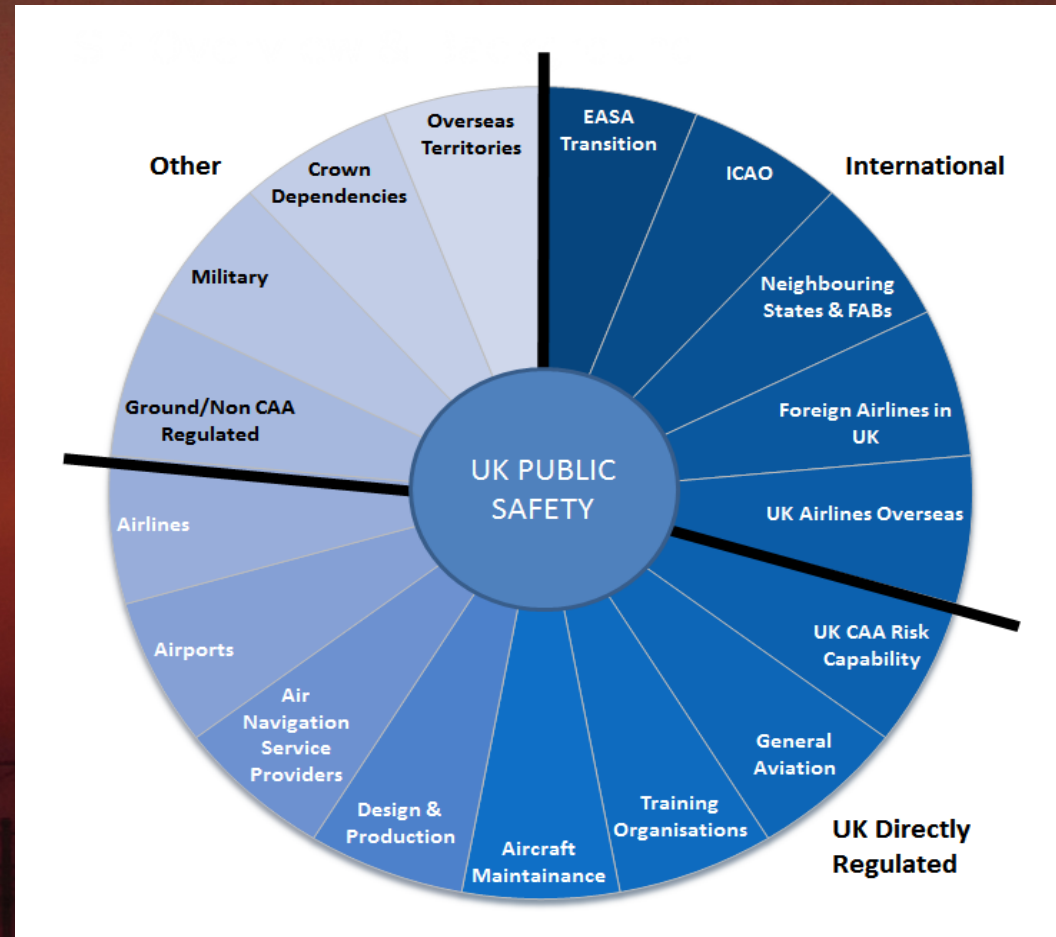 Other
International
Overseas
Territories
EASA
Transition
Crown
Dependencies
ICAO
Military
Neighbouring
States & FABs
Ground/Non CAA
Regulated
Foreign Airlines in
UK
UK PUBLIC
SAFETY
Airlines
UK Airlines Overseas
Airports
UK CAA Risk
Capability
Air
Navigation
Service
Providers
General
Aviation
Design &
Production
Training
Organisations
Aircraft
Maintainance
UK Directly
Regulated